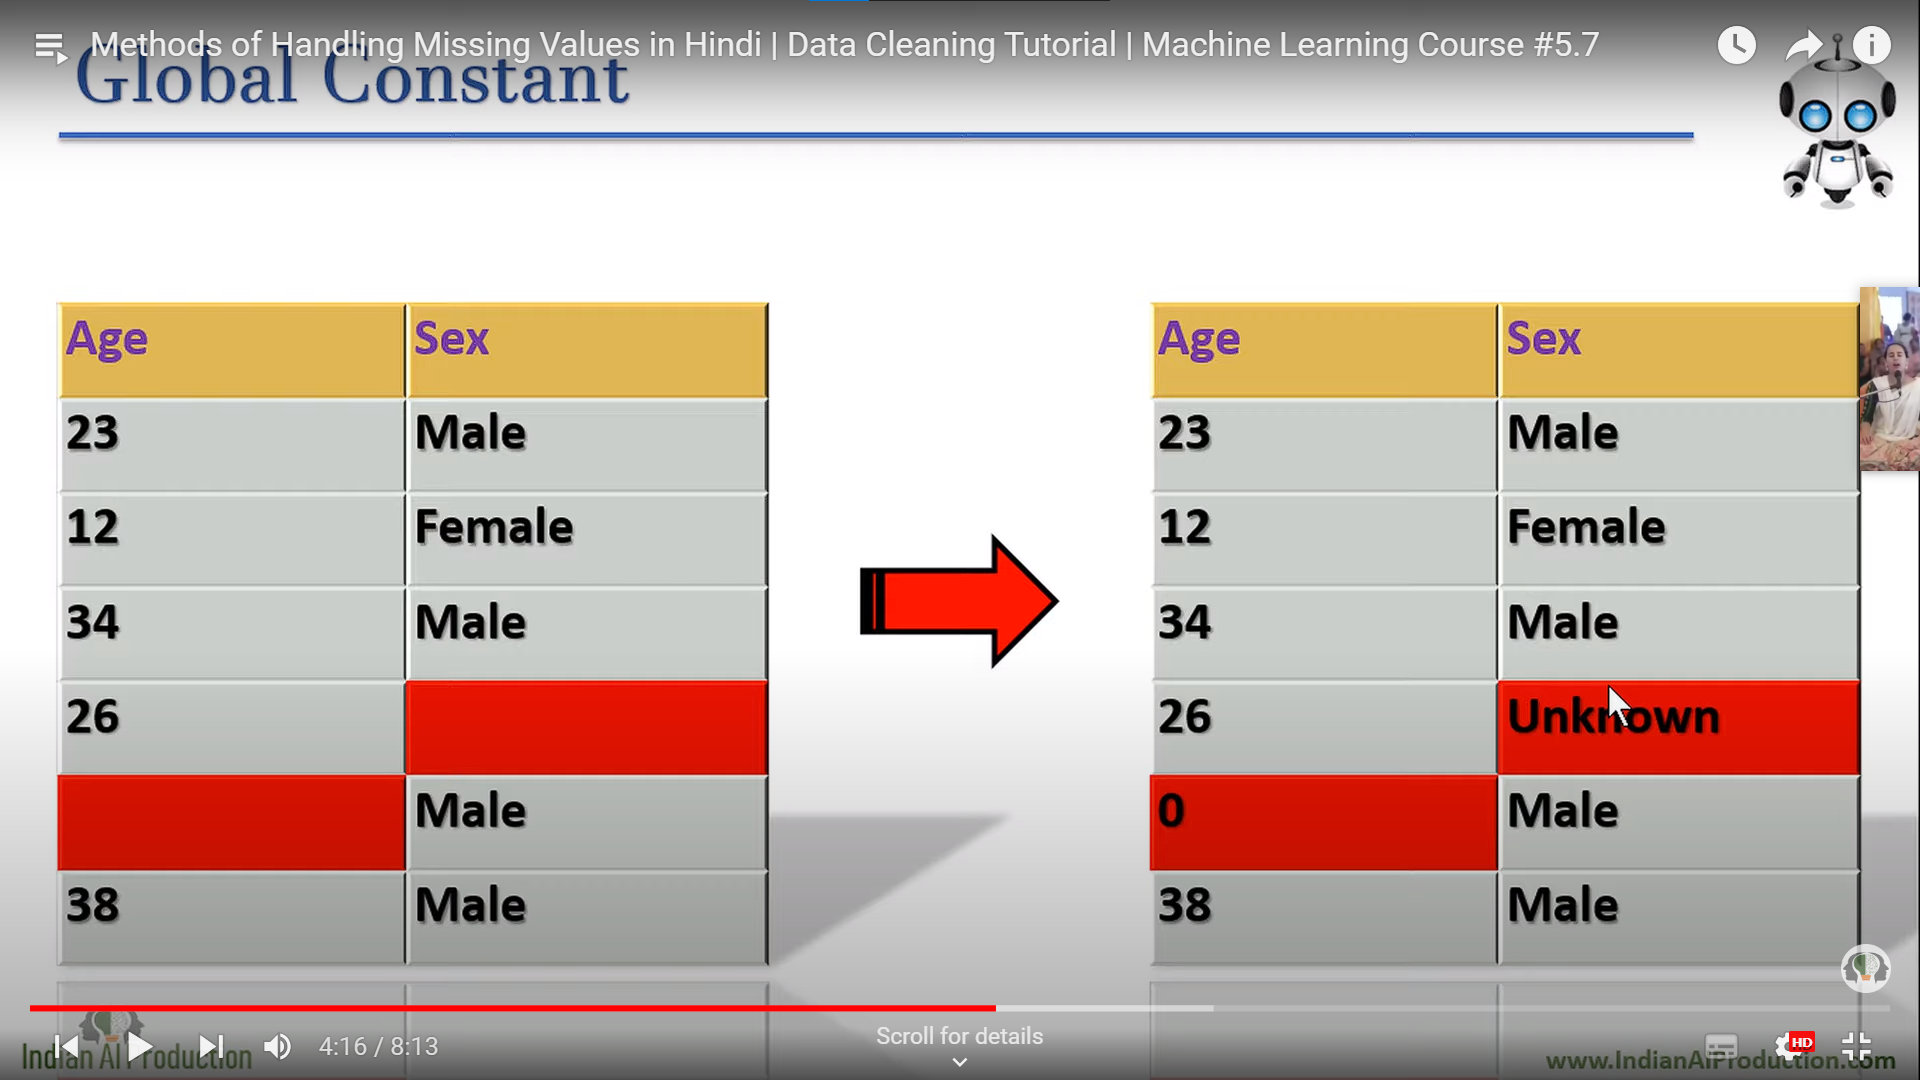 Methods of Handling Missing Values in Hindi | Data Cleaning Tutorial | Machine Learning Course #5.7
Global Constant
Age Sex
23 Male
12 Female
34 Male
26
Male
38 Male
Age Sex
23 Male
12 Female
34 Male
26 Unknown
0 Male
38 Male
4:16 / 8:13
Scroll for details
HD
Indian AI Production
www.IndianAIProduction.com